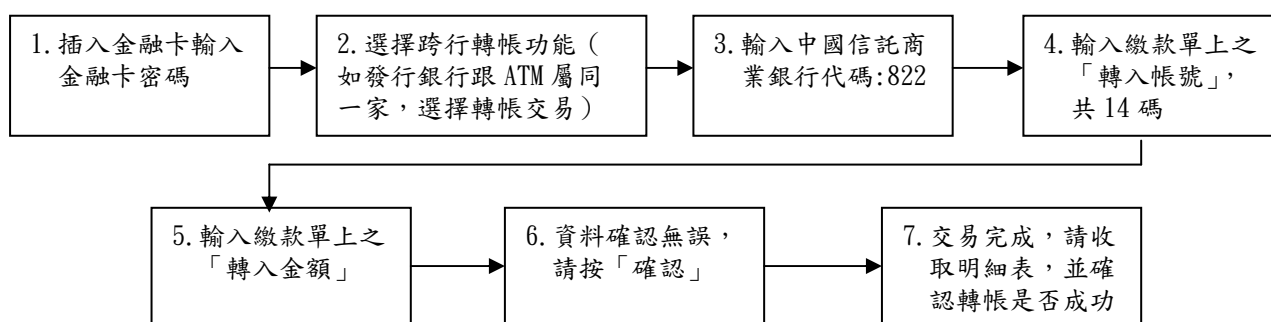 1.插入金融卡輸入
金融卡密碼
2.選擇跨行轉帳功能（
如發行銀行跟 ATM 屬同
一家，選擇轉帳交易）
3.輸入中國信託商
業銀行代碼:822
4.輸入繳款單上之
「轉入帳號」，
共 14 碼
5.輸入繳款單上之
「轉入金額」
6.資料確認無誤，
請按「確認」
7.交易完成，請收
取明細表，並確
認轉帳是否成功